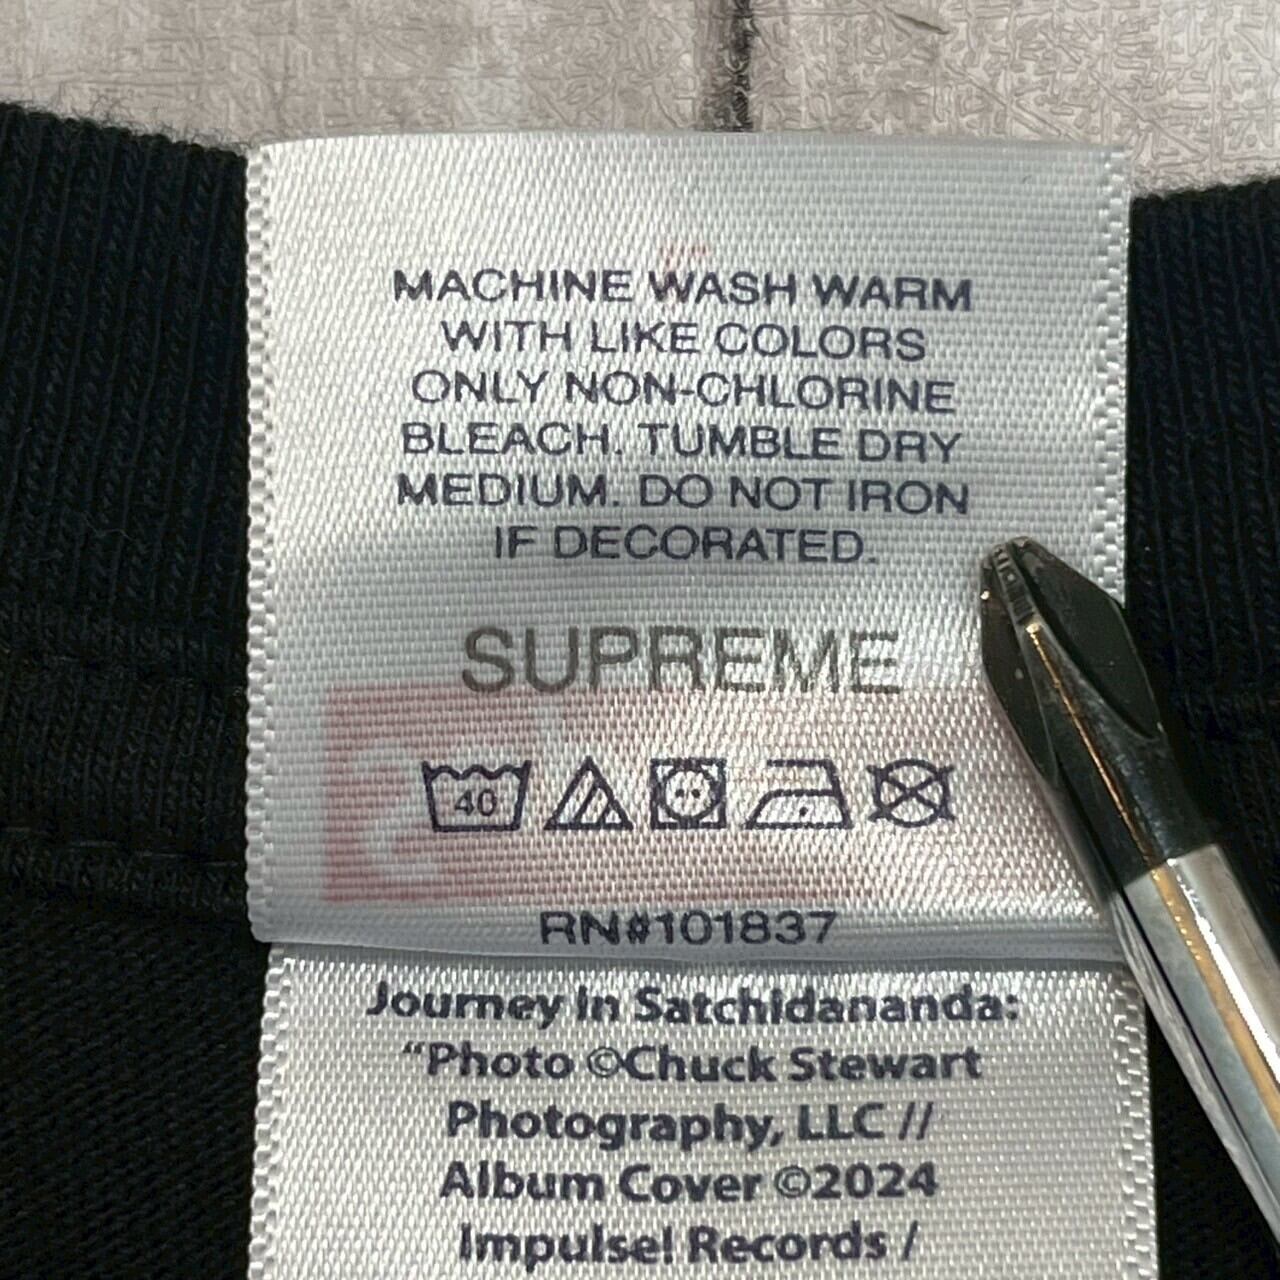 MACHINE WASH WARM
WITH LIKE COLORS
ONLY NON-CHLORINE
BLEACH. TUMBLE DRY
MEDIUM. DO NOT IRON
IF DECORATED.
SUPREME
40
RN#101837
Journey in Satchidananda:
“Photo ©Chuck Stewart
Photography, LLC //
Album Cover ©2024
Impulse! Records /